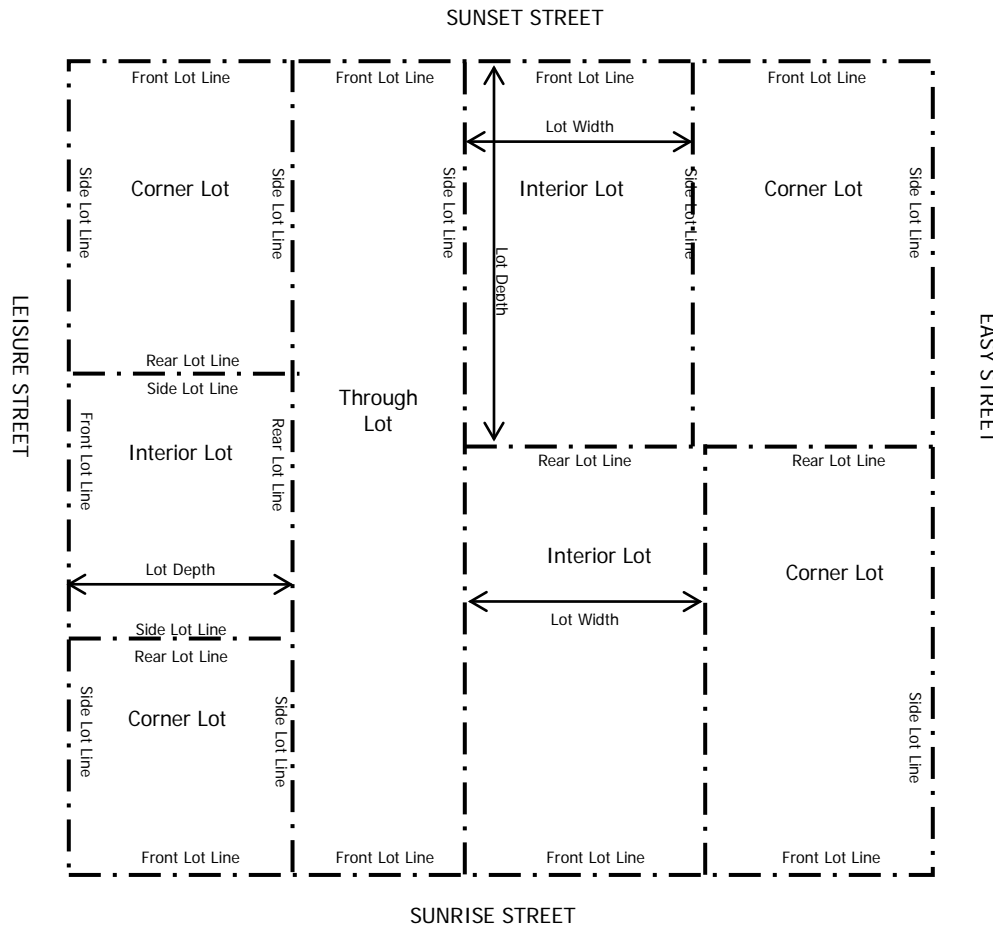 SUNSET STREET
Front Lot Line
Front Lot Line
Front Lot Line
Front Lot Line
Lot Width
Side Lot Line
Corner Lot
Side Lot Line
Side Lot Line
Interior Lot
Side Lot Line
Corner Lot
Side Lot Line
Lot Depth
LEISURE STREET
EASY STREET
Rear Lot Line
Side Lot Line
Through
Lot
Front Lot Line
Interior Lot
Rear Lot Line
Rear Lot Line
Rear Lot Line
Interior Lot
Corner Lot
Lot Depth
Lot Width
Side Lot Line
Rear Lot Line
Side Lot Line
Corner Lot
Side Lot Line
Side Lot Line
Front Lot Line
Front Lot Line
Front Lot Line
Front Lot Line
SUNRISE STREET